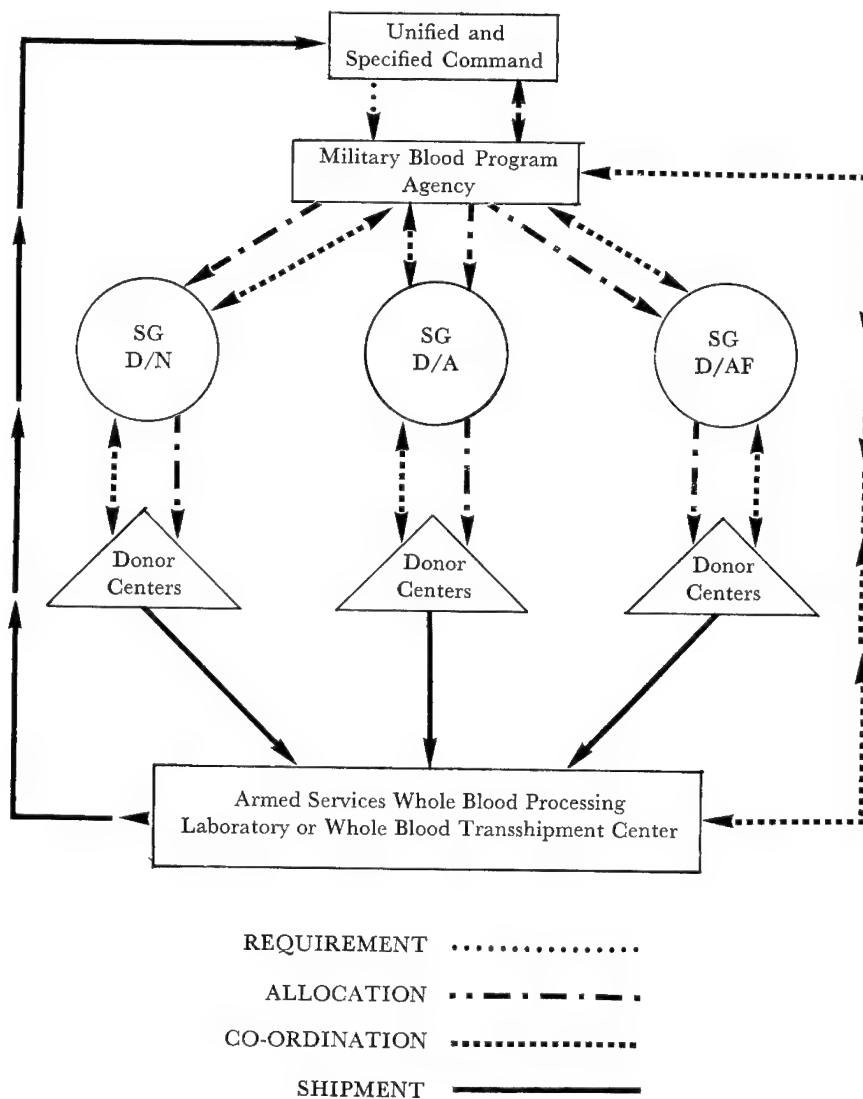 Unified and
Specified Command
Military Blood Program
Agency
SG
D/N
SG
D/A
SG
D/AF
Donor
Centers
Donor
Centers
Donor
Centers
Armed Services Whole Blood Processing
Laboratory or Whole Blood Transshipment Center
REQUIREMENT
ALLOCATION
CO-ORDINATION
SHIPMENT